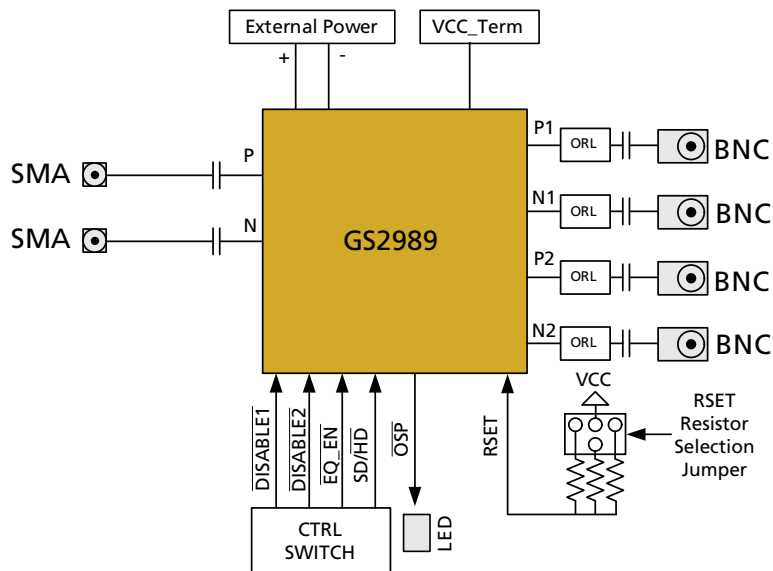 External Power
VCC_Term
+
-
P
N
SMA
SMA
GS2989
P1
ORL
BNC
N1
ORL
BNC
P2
ORL
BNC
N2
ORL
BNC
DISABLE1
DISABLE2
EQ_EN
SD/HD
OSP
RSET
VCC
RSET
Resistor
Selection
Jumper
CTRL
SWITCH
LED